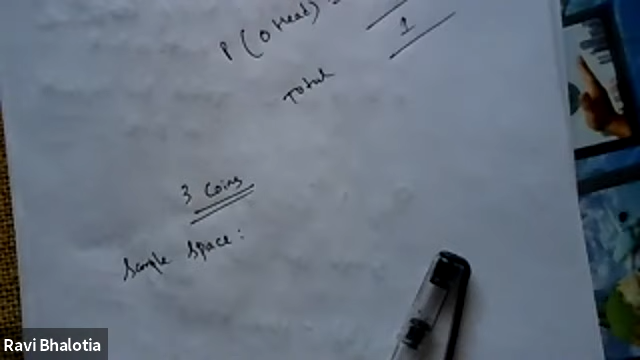 P (0 Head) =
Total 1
3 Coins
Sample Space :
Ravi Bhalotia